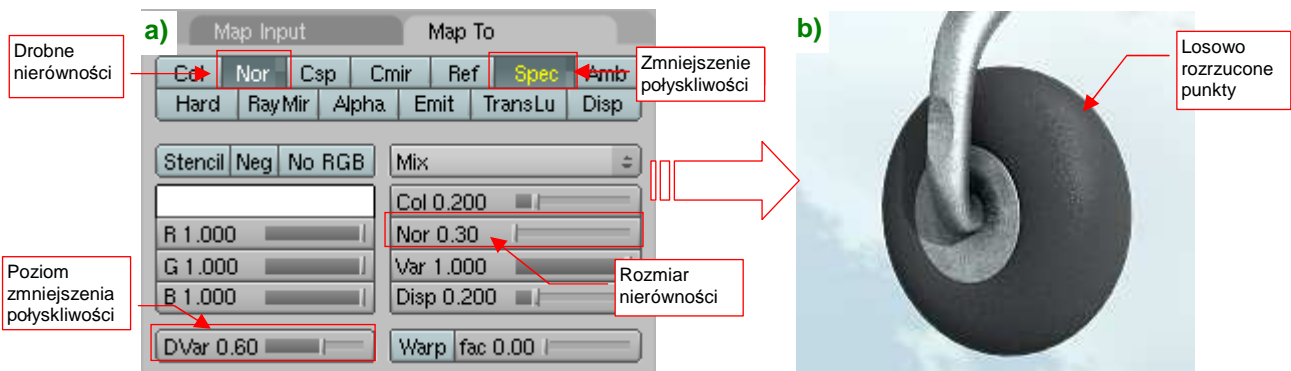 a)
Map Input
Map To
Drobne
nierówności
Col Nor Csp Cmir Ref Spec Amb
Hard RayMir Alpha Emit TransLu Disp
Zmniejszenie
połyskliwości
Stencil Neg No RGB
Mix
Col 0.200
R 1.000
Nor 0.30
G 1.000
Var 1.000
B 1.000
Disp 0.200
DVar 0.60
Warp fac 0.00
Poziom
zmniejszenia
połyskliwości
Rozmiar
nierówności
b)
Losowo
rozrzucone
punkty